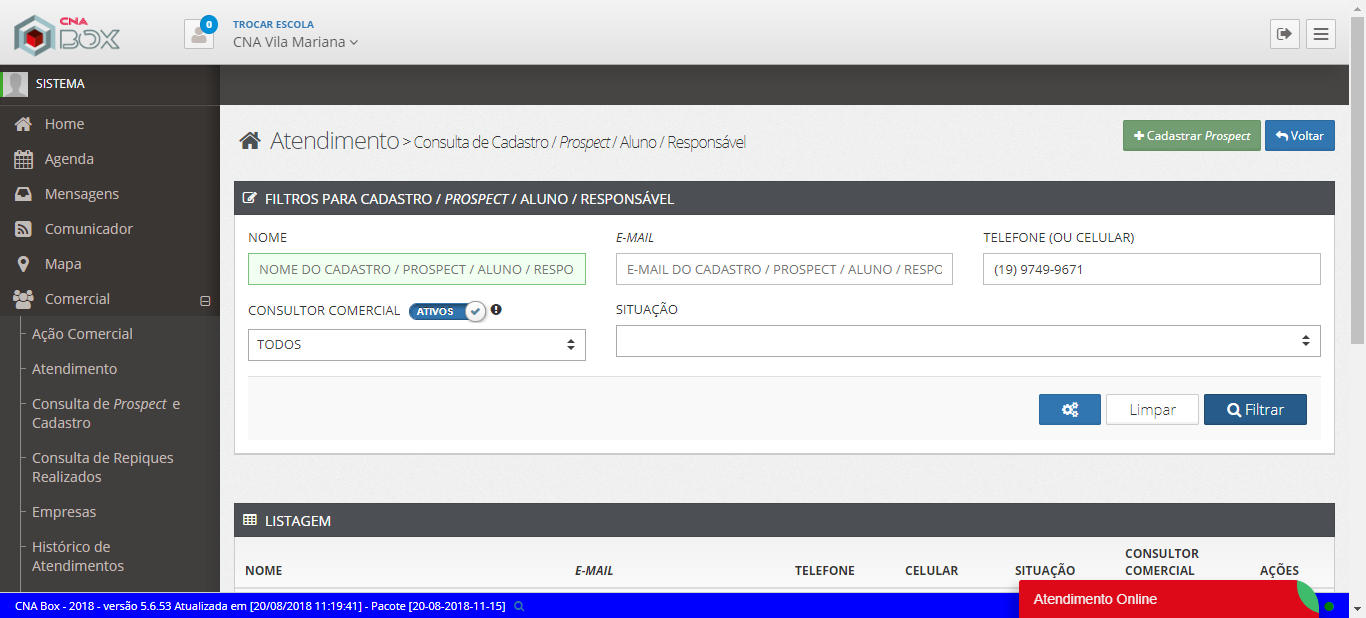 CNA
BOX
0
TROCAR ESCOLA
CNA Vila Mariana
SISTEMA
Home
Agenda
Mensagens
Comunicador
Mapa
Comercial
Ação Comercial
Atendimento
Consulta de Prospect e
Cadastro
Consulta de Repiques
Realizados
Empresas
Histórico de
Atendimentos
Atendimento > Consulta de Cadastro / Prospect / Aluno / Responsável
Cadastrar Prospect
Voltar
FILTROS PARA CADASTRO / PROSPECT / ALUNO / RESPONSÁVEL
NOME
E-MAIL
TELEFONE (OU CELULAR)
NOME DO CADASTRO / PROSPECT / ALUNO / RESPO
E-MAIL DO CADASTRO / PROSPECT / ALUNO / RESPO
(19) 9749-9671
CONSULTOR COMERCIAL ATIVOS
SITUAÇÃO
TODOS
Limpar
Filtrar
LISTAGEM
NOME
E-MAIL
TELEFONE
CELULAR
SITUAÇÃO
CONSULTOR
COMERCIAL
AÇÕES
CNA Box - 2018 - versão 5.6.53 Atualizada em [20/08/2018 11:19:41] - Pacote [20-08-2018-11-15]
Atendimento Online